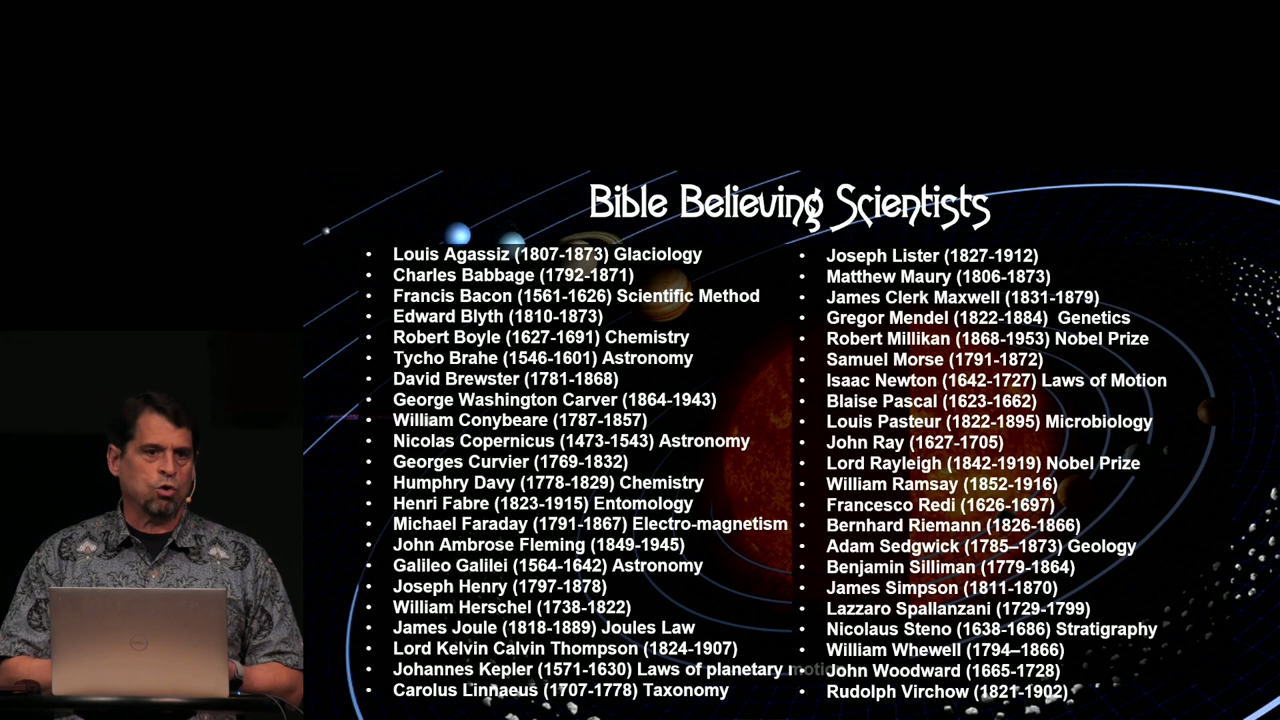 Bible Believing Scientists
• Louis Agassiz (1807-1873) Glaciology
• Charles Babbage (1792-1871)
• Francis Bacon (1561-1626) Scientific Method
• Edward Blyth (1810-1873)
• Robert Boyle (1627-1691) Chemistry
• Tycho Brahe (1546-1601) Astronomy
• David Brewster (1781-1868)
• George Washington Carver (1864-1943)
• William Conybeare (1787-1857)
• Nicolas Copernicus (1473-1543) Astronomy
• Georges Curvier (1769-1832)
• Humphry Davy (1778-1829) Chemistry
• Henri Fabre (1823-1915) Entomology
• Michael Faraday (1791-1867) Electro-magnetism
• John Ambrose Fleming (1849-1945)
• Galileo Galilei (1564-1642) Astronomy
• Joseph Henry (1797-1878)
• William Herschel (1738-1822)
• James Joule (1818-1889) Joules Law
• Lord Kelvin Calvin Thompson (1824-1907)
• Johannes Kepler (1571-1630) Laws of planetary motion
• Carolus Linnaeus (1707-1778) Taxonomy
• Joseph Lister (1827-1912)
• Matthew Maury (1806-1873)
• James Clerk Maxwell (1831-1879)
• Gregor Mendel (1822-1884) Genetics
• Robert Millikan (1868-1953) Nobel Prize
• Samuel Morse (1791-1872)
• Isaac Newton (1642-1727) Laws of Motion
• Blaise Pascal (1623-1662)
• Louis Pasteur (1822-1895) Microbiology
• John Ray (1627-1705)
• Lord Rayleigh (1842-1919) Nobel Prize
• William Ramsay (1852-1916)
• Francesco Redi (1626-1697)
• Bernhard Riemann (1826-1866)
• Adam Sedgwick (1785–1873) Geology
• Benjamin Silliman (1779-1864)
• James Simpson (1811-1870)
• Lazzaro Spallanzani (1729-1799)
• Nicolaus Steno (1638-1686) Stratigraphy
• William Whewell (1794–1866)
• John Woodward (1665-1728)
• Rudolph Virchow (1821-1902)
DELL